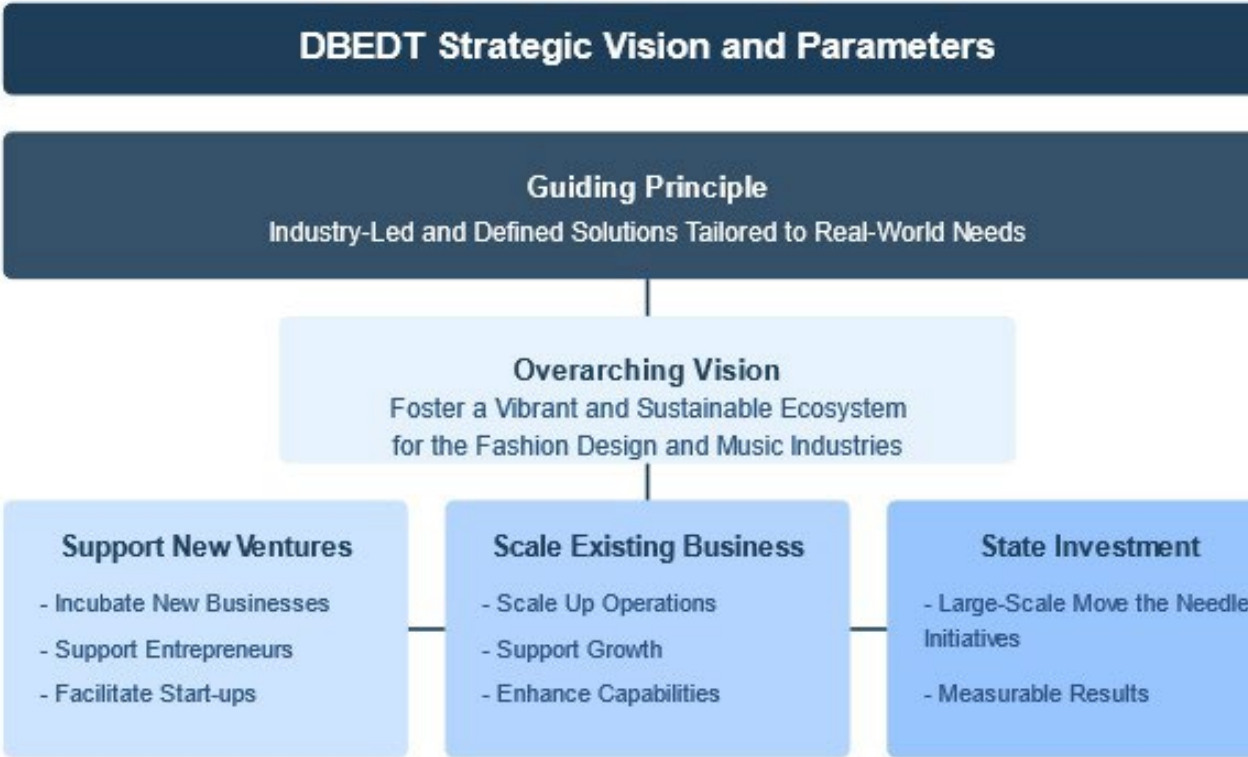 DBEDT Strategic Vision and Parameters
Guiding Principle
Industry-Led and Defined Solutions Tailored to Real-World Needs
Overarching Vision
Foster a Vibrant and Sustainable Ecosystem
for the Fashion Design and Music Industries
Support New Ventures
- Incubate New Businesses
- Support Entrepreneurs
- Facilitate Start-ups
Scale Existing Business
- Scale Up Operations
- Support Growth
- Enhance Capabilities
State Investment
- Large-Scale Move the Needle
Initiatives
- Measurable Results